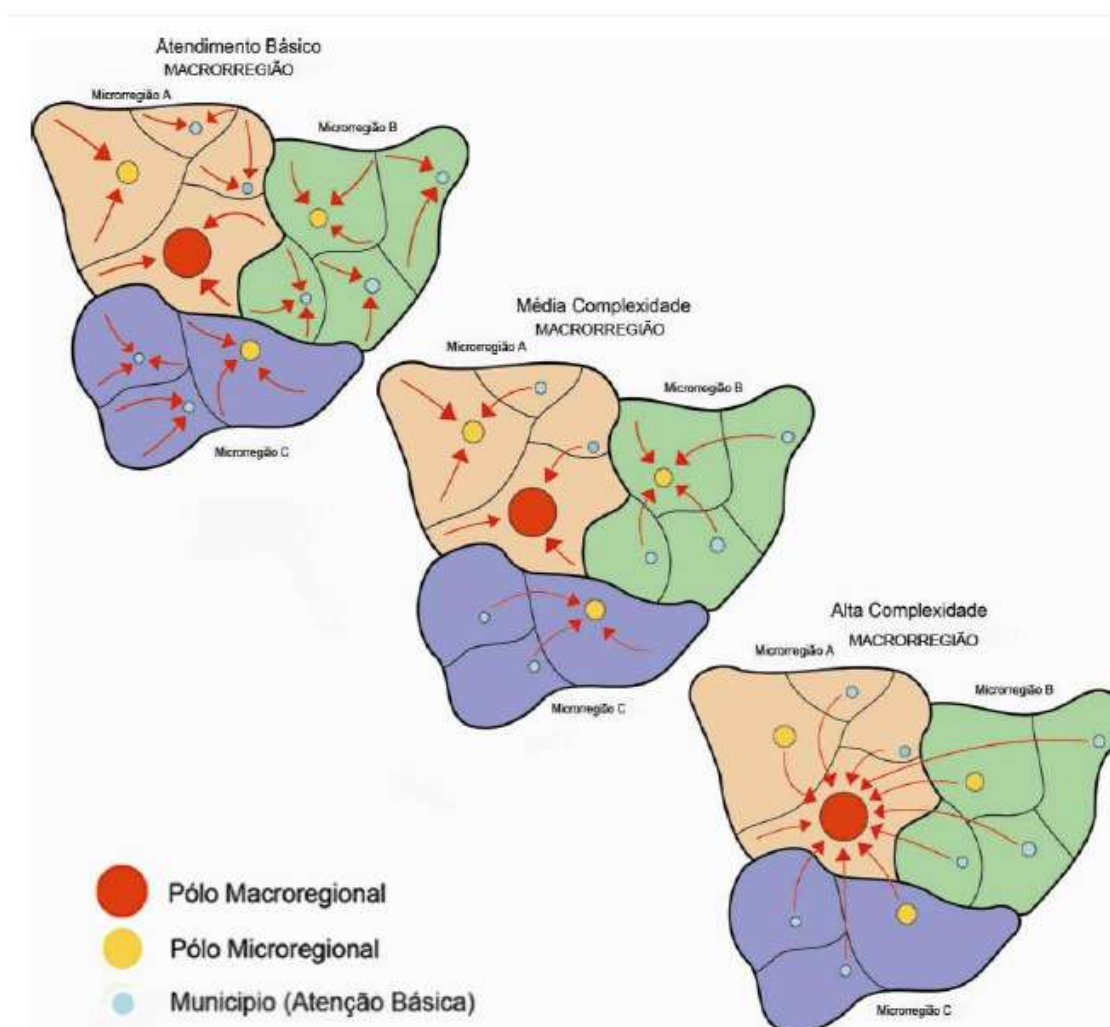 Atendimento Básico
MACRORREGIÃO
Microrregião A
Microrregião B
Microrregião C
Média Complexidade
MACRORREGIÃO
Microrregião A
Microrregião B
Microrregião C
Alta Complexidade
MACRORREGIÃO
Microrregião A
Microrregião B
Microrregião C
Pólo Macroregional
Pólo Microregional
Municipio (Atenção Básica)